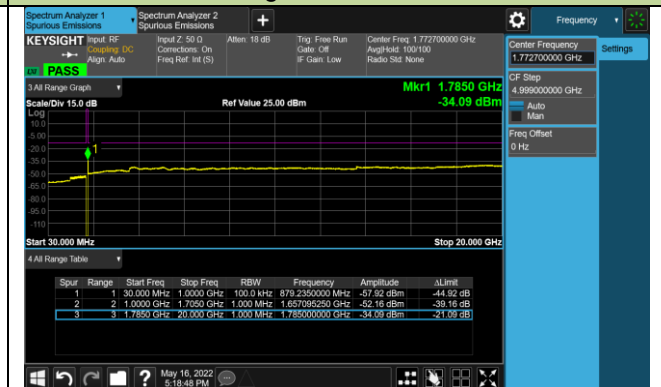 Spectrum Analyzer 1
Spurious Emissions
Spectrum Analyzer 2
Spurious Emissions
+
Frequency
KEYSIGHT
Input: RF
Coupling: DC
Align: Auto
Input Z: 50 Ω
Corrections: On
Freq Ref: Int (S)
Atten: 18 dB
Trig: Free Run
Gate: Off
IF Gain: Low
Center Freq: 1.772700000 GHz
Avg|Hold: 100/100
Radio Std: None
PASS
Center Frequency
1.772700000 GHz
Settings
CF Step
4.999000000 GHz
Auto
Man
Freq Offset
0 Hz
3 All Range Graph
Mkr1 1.7850 GHz
Scale/Div 15.0 dB
Ref Value 25.00 dBm
-34.09 dBm
Log
10.0
-5.00
-20.0
-35.0
-50.0
-65.0
-80.0
-95.0
-110
1
Start 30.000 MHz
Stop 20.000 GHz
4 All Range Table
Spur Range Start Freq Stop Freq RBW Frequency Amplitude ΔLimit
1 1 30.000 MHz 1.0000 GHz 100.0 kHz 879.2350000 MHz -57.92 dBm -44.92 dB
2 2 1.0000 GHz 1.7050 GHz 1.000 MHz 1.657095250 GHz -52.16 dBm -39.16 dB
3 3 1.7850 GHz 20.000 GHz 1.000 MHz 1.785000000 GHz -34.09 dBm -21.09 dB
?
May 16, 2022
5:18:48 PM